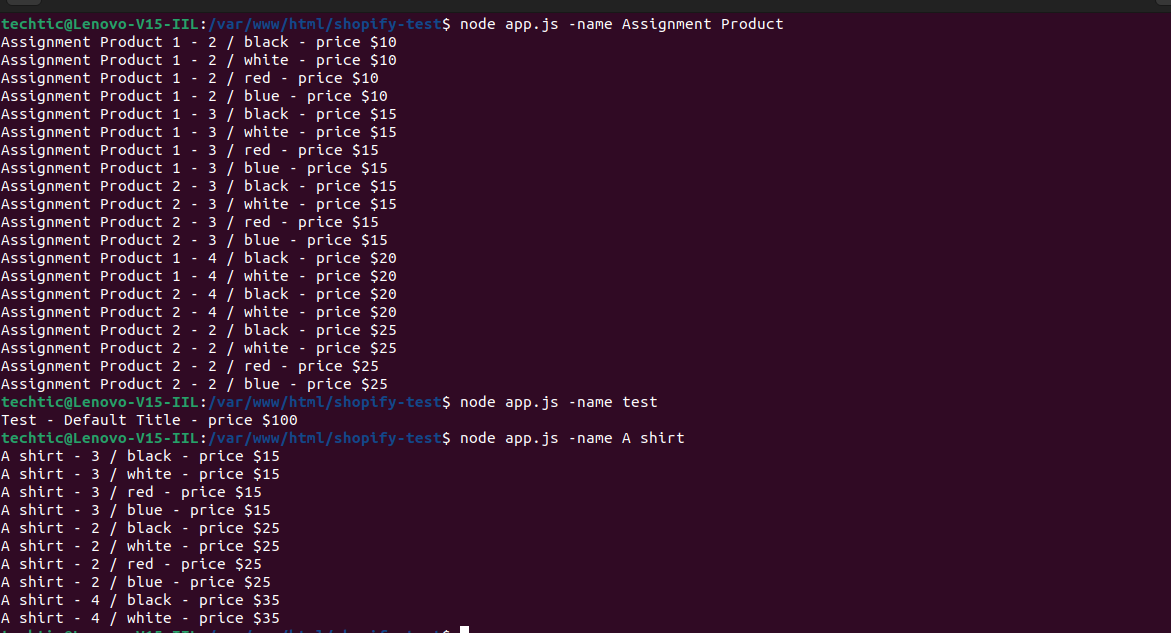 techtic@Lenovo-V15-IIL:/var/www/html/shopify-test$ node app.js -name Assignment Product
Assignment Product 1 - 2 / black - price $10
Assignment Product 1 - 2 / white - price $10
Assignment Product 1 - 2 / red - price $10
Assignment Product 1 - 2 / blue - price $10
Assignment Product 1 - 3 / black - price $15
Assignment Product 1 - 3 / white - price $15
Assignment Product 1 - 3 / red - price $15
Assignment Product 1 - 3 / blue - price $15
Assignment Product 2 - 3 / black - price $15
Assignment Product 2 - 3 / white - price $15
Assignment Product 2 - 3 / red - price $15
Assignment Product 2 - 3 / blue - price $15
Assignment Product 1 - 4 / black - price $20
Assignment Product 1 - 4 / white - price $20
Assignment Product 2 - 4 / black - price $20
Assignment Product 2 - 4 / white - price $20
Assignment Product 2 - 2 / black - price $25
Assignment Product 2 - 2 / white - price $25
Assignment Product 2 - 2 / red - price $25
Assignment Product 2 - 2 / blue - price $25
techtic@Lenovo-V15-IIL:/var/www/html/shopify-test$ node app.js -name test
Test - Default Title - price $100
techtic@Lenovo-V15-IIL:/var/www/html/shopify-test$ node app.js -name A shirt
A shirt - 3 / black - price $15
A shirt - 3 / white - price $15
A shirt - 3 / red - price $15
A shirt - 3 / blue - price $15
A shirt - 2 / black - price $25
A shirt - 2 / white - price $25
A shirt - 2 / red - price $25
A shirt - 2 / blue - price $25
A shirt - 4 / black - price $35
A shirt - 4 / white - price $35
techtic@Lenovo-V15-IIL:/var/www/html/shopify-test$